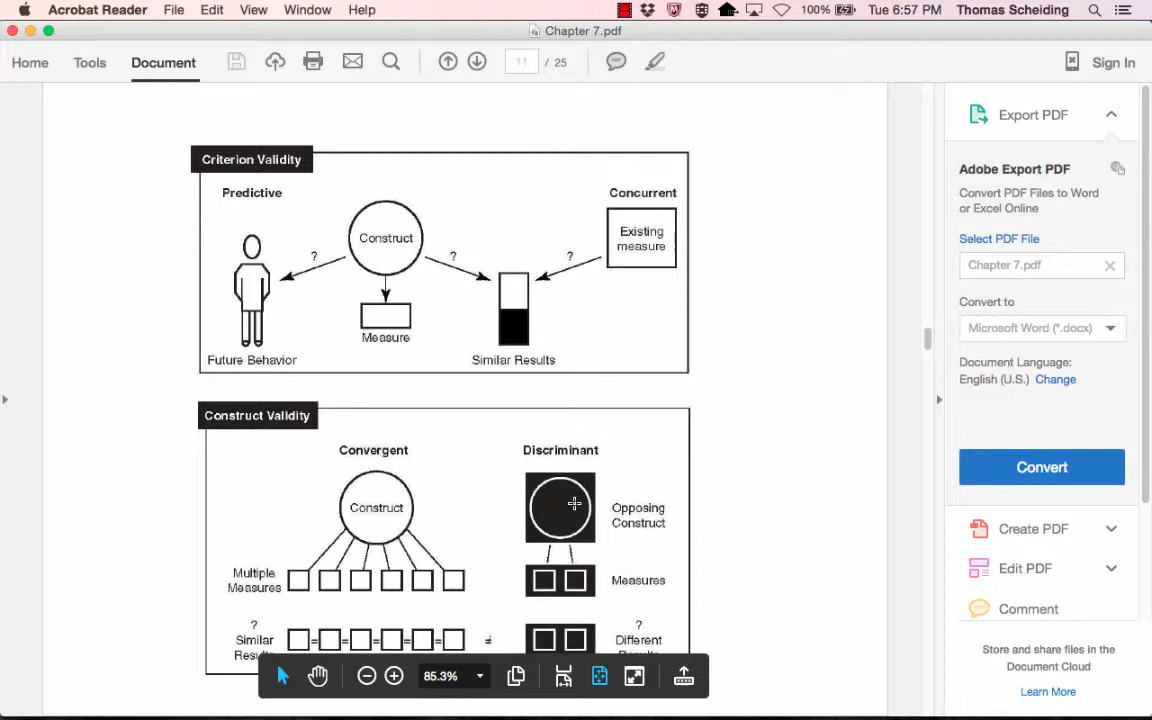 Acrobat Reader File Edit View Window Help 100% Tue 6:57 PM Thomas Scheiding
Chapter 7.pdf
Home Tools Document 11 / 25 Sign In
Criterion Validity
Predictive Concurrent
Construct Existing
measure
? ? ?
Measure
Future Behavior Similar Results
Construct Validity
Convergent Discriminant
Construct Opposing
Construct
Multiple
Measures Measures
? ?
Similar = = = = = ≠ Different
Results Results
85.3%
Export PDF
Adobe Export PDF
Convert PDF Files to Word
or Excel Online
Select PDF File
Chapter 7.pdf
Convert to
Microsoft Word (*.docx)
Document Language:
English (U.S.) Change
Convert
Create PDF
Edit PDF
Comment
Store and share files in the
Document Cloud
Learn More